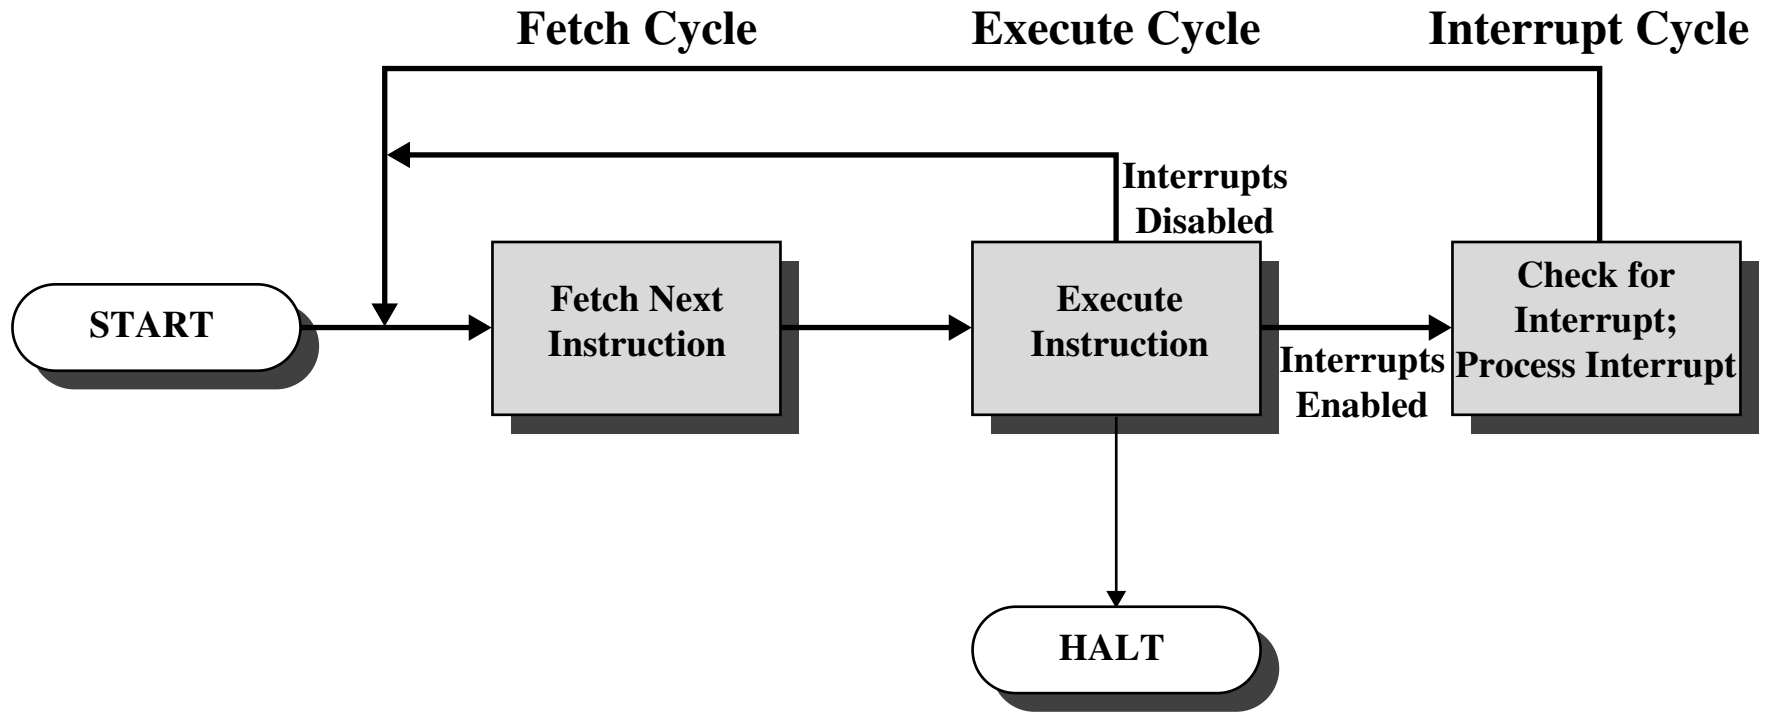 Fetch Cycle
Execute Cycle
Interrupt Cycle
Interrupts
Disabled
START
Fetch Next
Instruction
Execute
Instruction
Interrupts
Enabled
Check for
Interrupt;
Process Interrupt
HALT